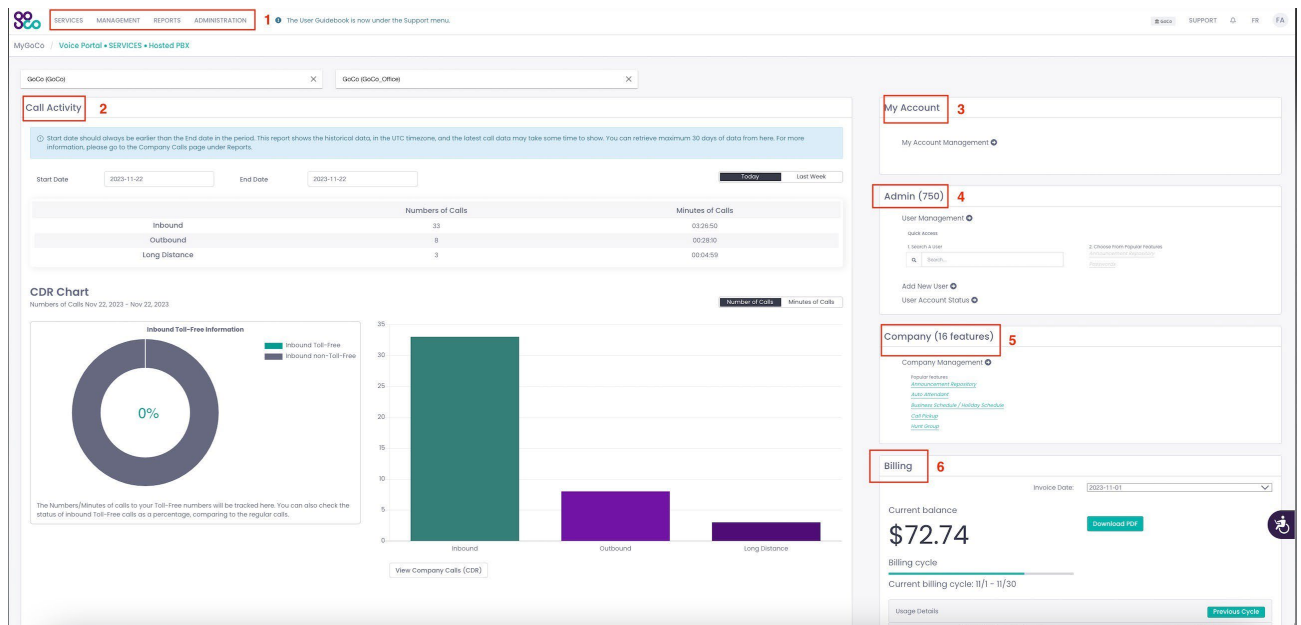 SERVICES MANAGEMENT REPORTS ADMINISTRATION 1 The User Guidebook is now under the Support menu. GoCo SUPPORT FR FA
MyGoCo / Voice Portal • SERVICES • Hosted PBX
GoCo (GoCo) GoCo (GoCo_Office)
Call Activity 2
Start date should always be earlier than the End date in the period. This report shows the historical data, in the UTC timezone, and the latest call data may take some time to show. You can retrieve maximum 30 days of data from here. For more
information, please go to the Company Calls page under Reports.
Start Date 2023-11-22 End Date 2023-11-22 Today Last Week
Numbers of Calls Minutes of Calls
Inbound 33 03:26:50
Outbound 8 00:28:10
Long Distance 3 00:04:59
CDR Chart
Numbers of Calls Nov 22, 2023 - Nov 22, 2023
Number of Calls Minutes of Calls
Inbound Toll-Free Information
Inbound Toll-Free
Inbound non-Toll-Free
0%
The Numbers/Minutes of calls to your Toll-Free numbers will be tracked here. You can also check the
status of inbound Toll-Free calls as a percentage, comparing to the regular calls.
35
30
25
20
15
10
5
0
Inbound Outbound Long Distance
View Company Calls (CDR)
My Account 3
My Account Management
Admin (750) 4
User Management
Quick Access
1. Search A User 2. Choose From Popular Features
Search... Announcement Repository
Add New User
User Account Status
Company (16 features) 5
Company Management
Popular features
Announcement Repository
Auto Attendant
Business Schedule / Holiday Schedule
Call Pickup
Hunt Group
Billing 6
Invoice Date: 2023-11-01
Current balance
$72.74
Download PDF
Billing cycle
Current billing cycle: 11/1 - 11/30
Usage Details Previous Cycle